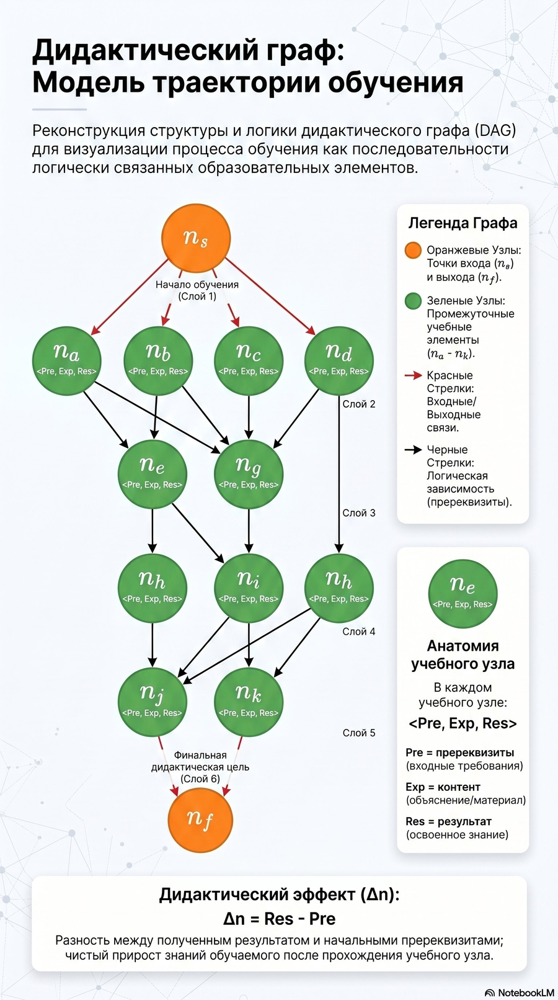 Дидактический граф:
Модель траектории обучения
Реконструкция структуры и логики дидактического графа (DAG)
для визуализации процесса обучения как последовательности
логически связанных образовательных элементов.
n_s
Начало обучения
(Слой 1)
n_a
<Pre, Exp, Res>
n_b
<Pre, Exp, Res>
n_c
<Pre, Exp, Res>
n_d
<Pre, Exp, Res>
Слой 2
n_e
<Pre, Exp, Res>
n_g
<Pre, Exp, Res>
Слой 3
n_h
<Pre, Exp, Res>
n_i
<Pre, Exp, Res>
n_h
<Pre, Exp, Res>
Слой 4
n_j
<Pre, Exp, Res>
n_k
<Pre, Exp, Res>
Слой 5
Финальная
дидактическая цель
(Слой 6)
n_f
Легенда Графа
Оранжевые Узлы:
Точки входа (n_s)
и выхода (n_f).
Зеленые Узлы:
Промежуточные
учебные
элементы
(n_a - n_k).
Красные
Стрелки:
Входные/
Выходные
связи.
Черные
Стрелки:
Логическая
зависимость
(пререквизиты).
n_e
<Pre, Exp, Res>
Анатомия
учебного узла
В каждом
учебного узле:
<Pre, Exp, Res>
Pre = пререквизиты
(входные требования)
Exp = контент
(объяснение/материал)
Res = результат
(освоенное знание)
Дидактический эффект (Δn):
Δn = Res - Pre
Разность между полученным результатом и начальными пререквизитами;
чистый прирост знаний обучаемого после прохождения учебного узла.
NotebookLM